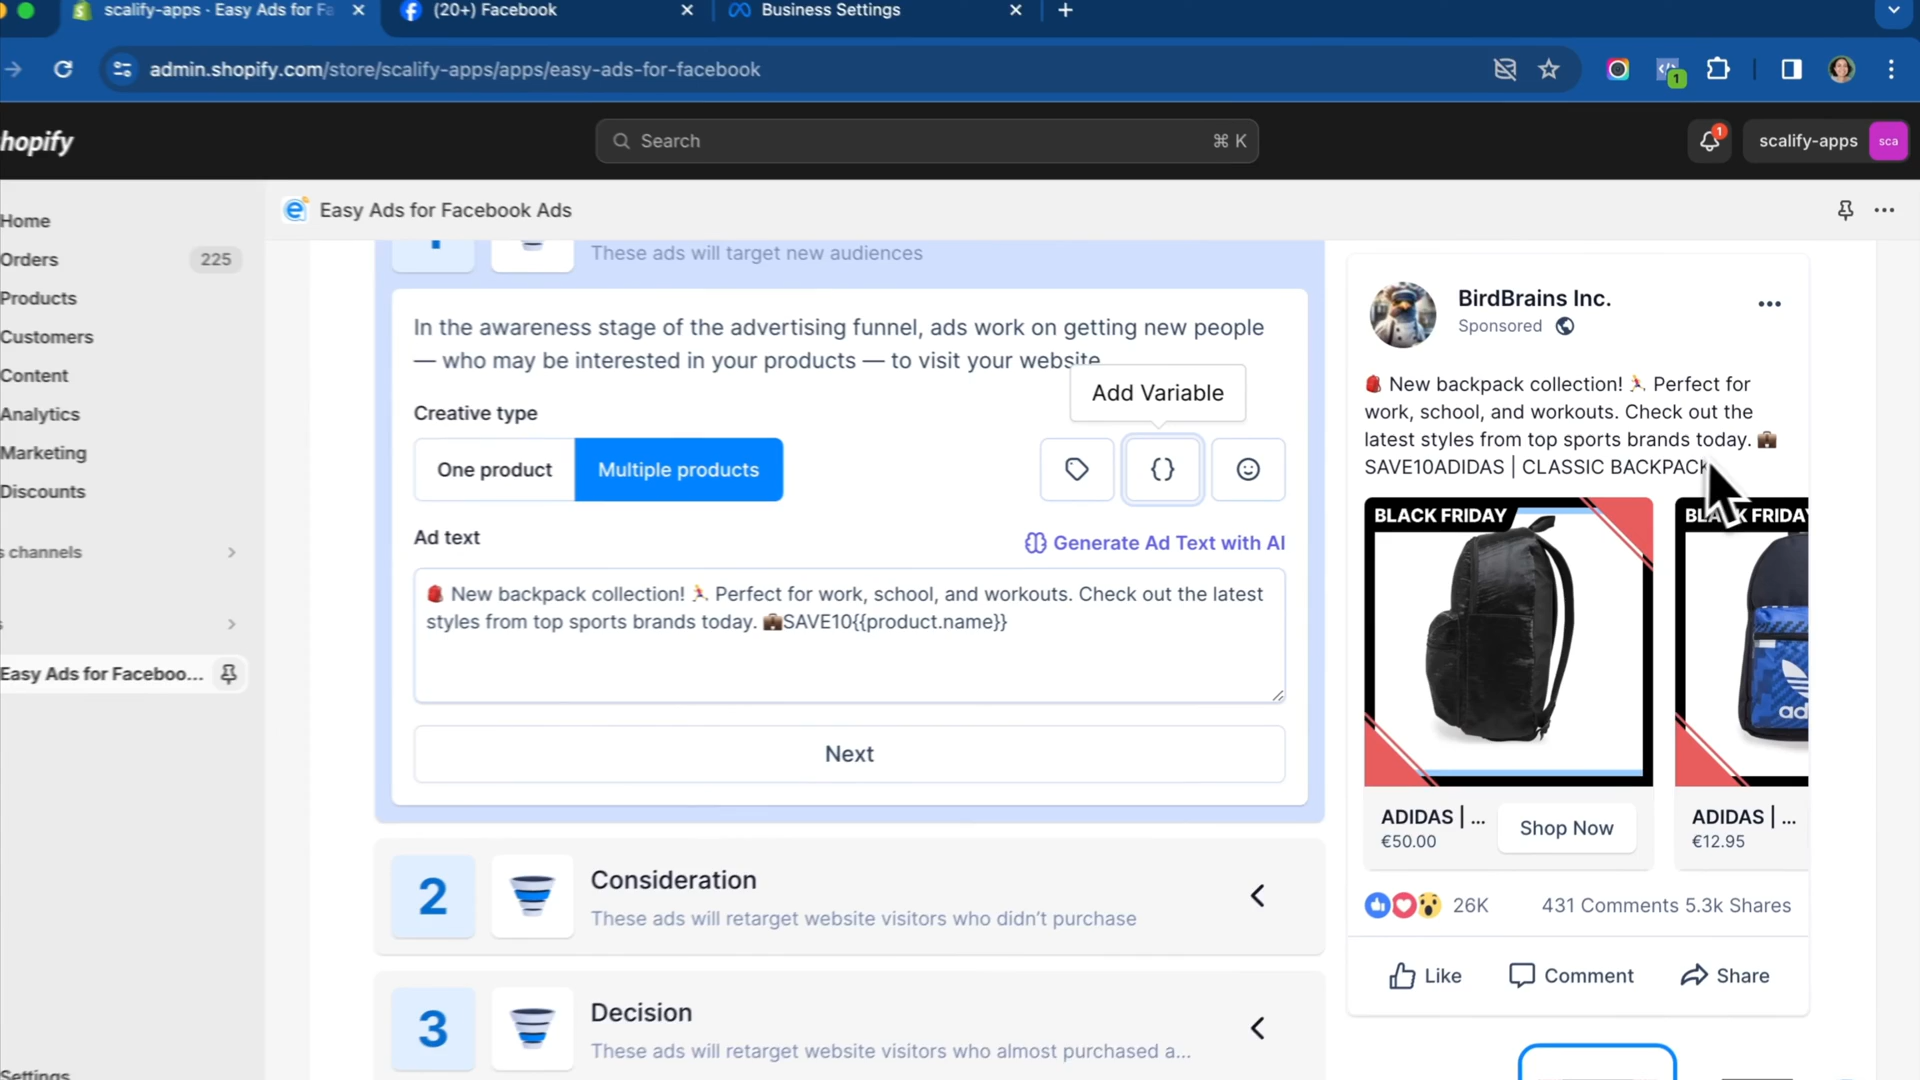 scalify-apps · Easy Ads for Fa
(20+) Facebook
Business Settings
admin.shopify.com/store/scalify-apps/apps/easy-ads-for-facebook
1
hopify
Search
⌘ K
1
scalify-apps
sca
Home
Orders
225
Products
Customers
Content
Analytics
Marketing
Discounts
s channels
s
Easy Ads for Faceboo...
Settings
Easy Ads for Facebook Ads
These ads will target new audiences
In the awareness stage of the advertising funnel, ads work on getting new people
— who may be interested in your products — to visit your website.
Add Variable
Creative type
One product
Multiple products
{}
Ad text
Generate Ad Text with AI
🎒 New backpack collection! 🏃 Perfect for work, school, and workouts. Check out the latest
styles from top sports brands today. 💼SAVE10{{product.name}}
Next
2
Consideration
These ads will retarget website visitors who didn't purchase
3
Decision
These ads will retarget website visitors who almost purchased a...
BirdBrains Inc.
Sponsored
🎒 New backpack collection! 🏃 Perfect for
work, school, and workouts. Check out the
latest styles from top sports brands today. 💼
SAVE10ADIDAS | CLASSIC BACKPACK
BLACK FRIDAY
BLACK FRIDAY
ad
ADIDAS | ...
€50.00
Shop Now
ADIDAS | ...
€12.95
26K
431 Comments 5.3k Shares
Like
Comment
Share